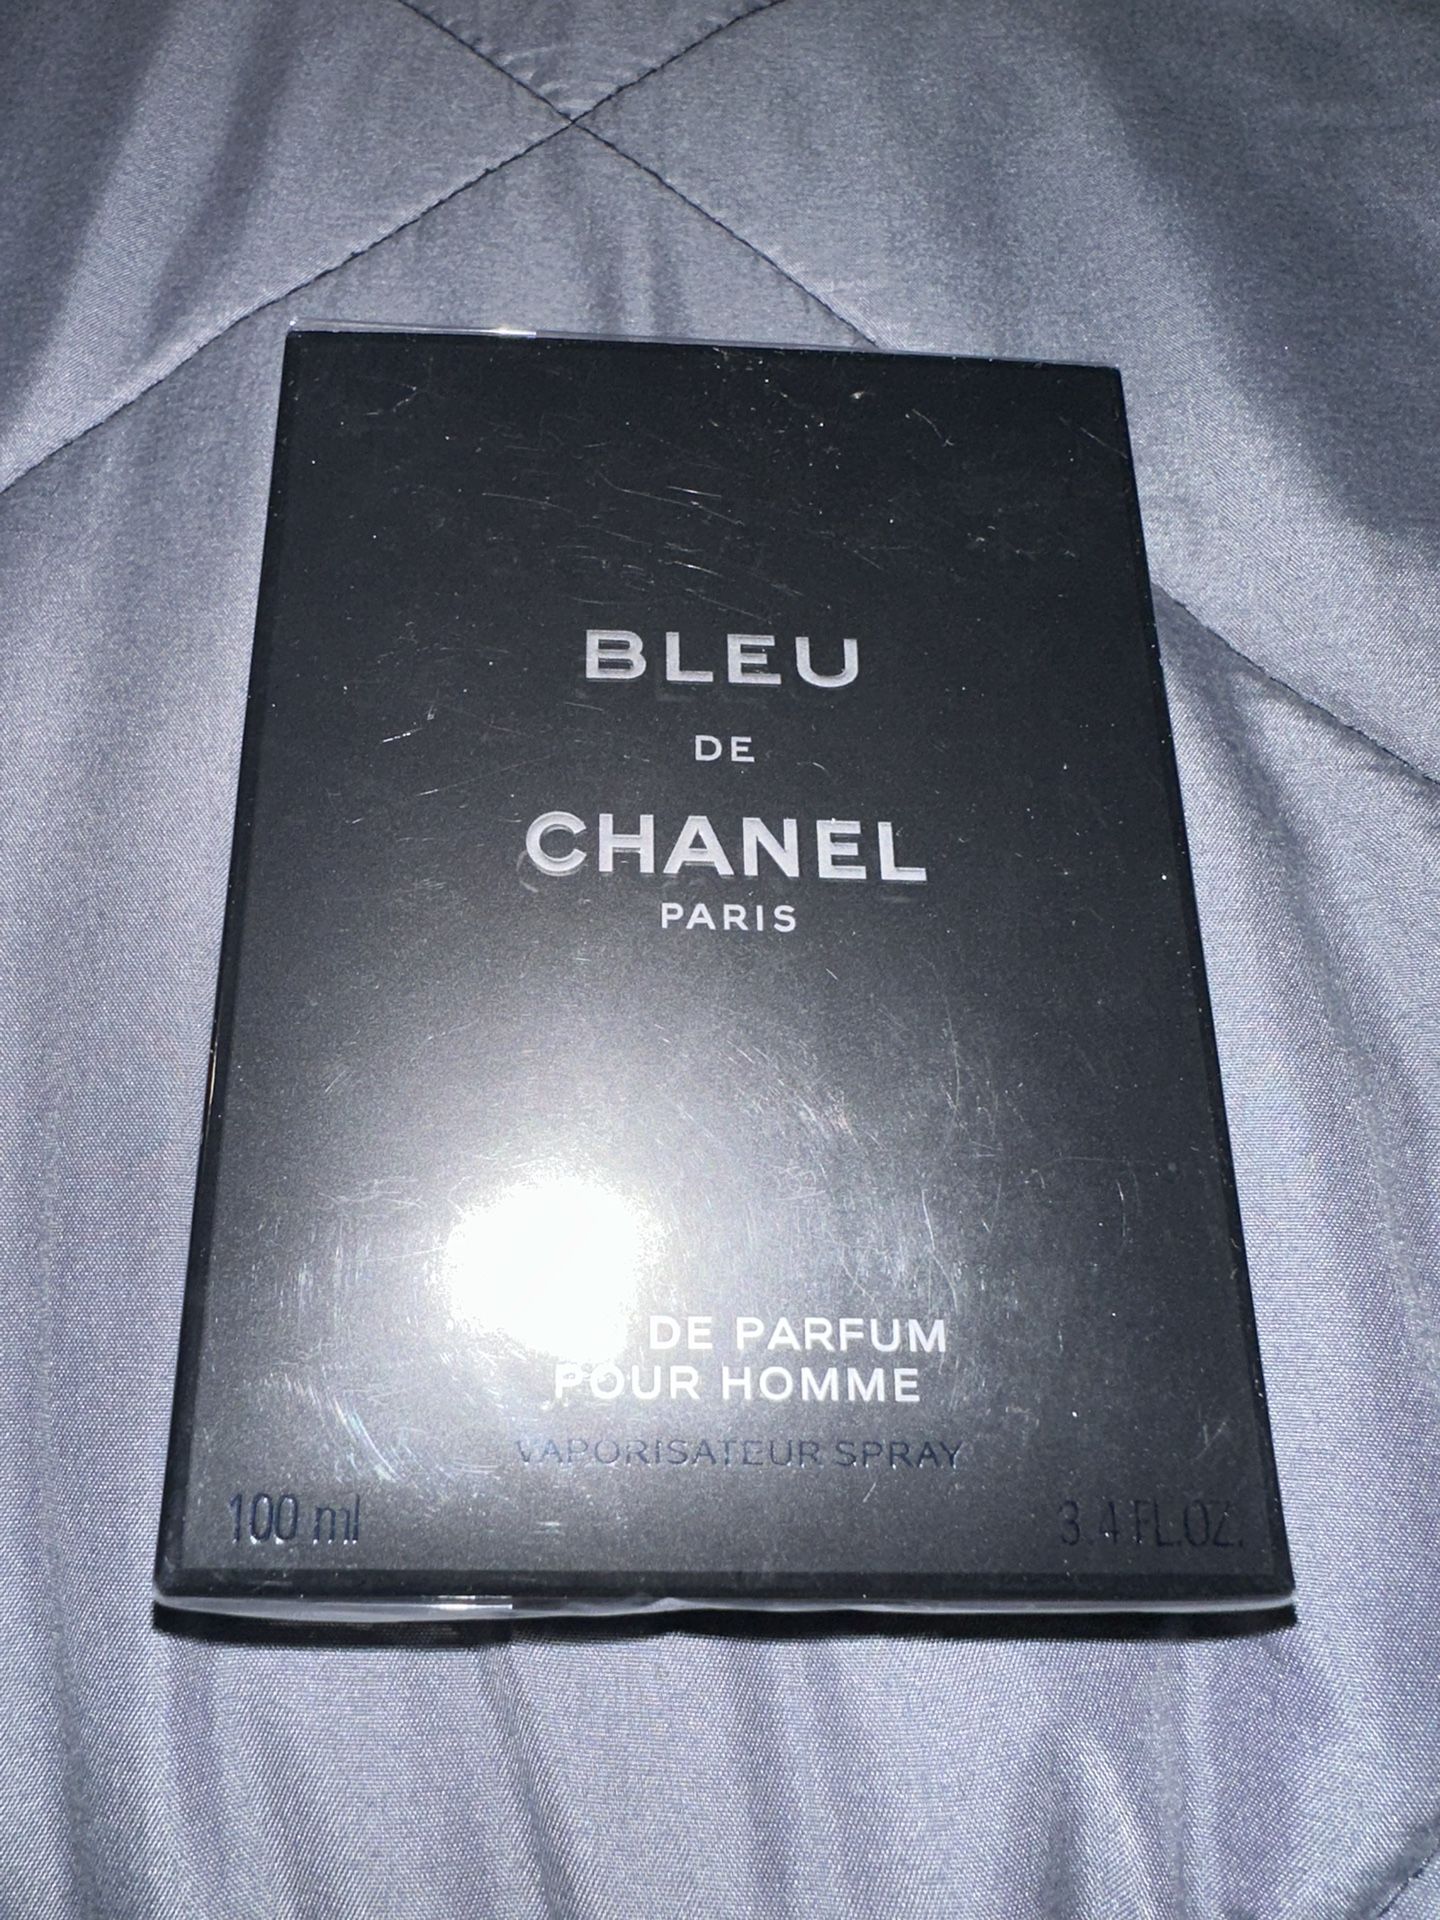 BLEU
DE
CHANEL
PARIS
DE PARFUM
POUR HOMME
VAPORISATEUR SPRAY
100 ml 3.4 FL.OZ.